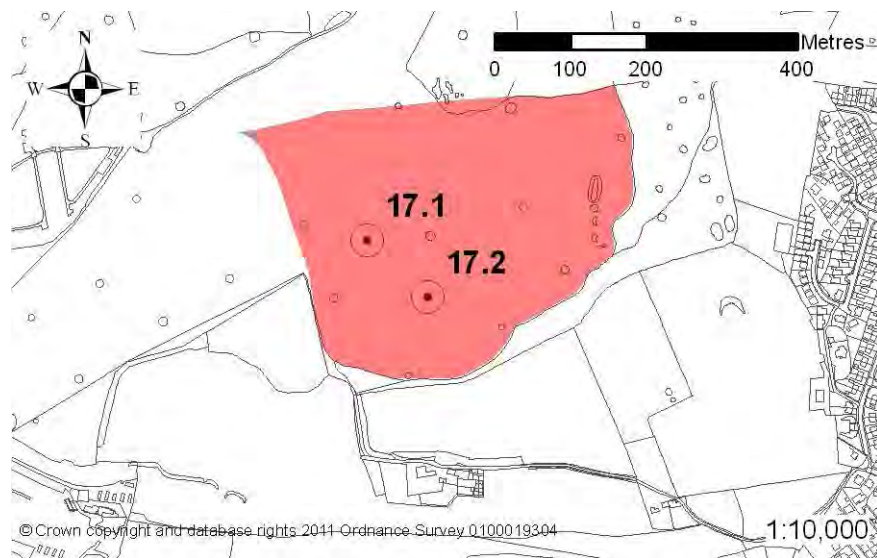 N
W E
S
Metres
0 100 200 400
17.1
17.2
© Crown copyright and database rights 2011 Ordnance Survey 0100019304
1:10,000